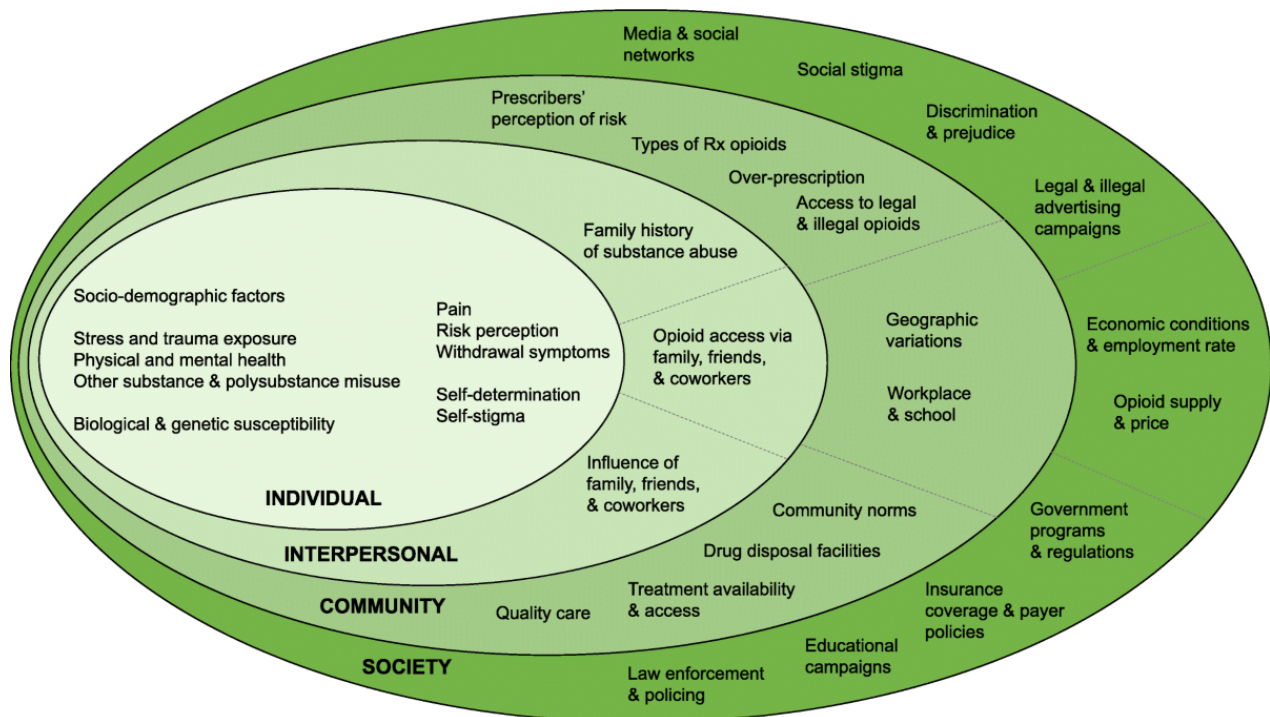 Media & social
networks
Social stigma
Discrimination
& prejudice
Legal & illegal
advertising
campaigns
Economic conditions
& employment rate
Opioid supply
& price
Government
programs
& regulations
Insurance
coverage & payer
policies
Educational
campaigns
Law enforcement
& policing
SOCIETY
Prescribers'
perception of risk
Types of Rx opioids
Over-prescription
Access to legal
& illegal opioids
Geographic
variations
Workplace
& school
Community norms
Drug disposal facilities
Treatment availability
& access
Quality care
COMMUNITY
Family history
of substance abuse
Opioid access via
family, friends,
& coworkers
Influence of
family, friends,
& coworkers
INTERPERSONAL
Socio-demographic factors
Stress and trauma exposure
Physical and mental health
Other substance & polysubstance misuse
Biological & genetic susceptibility
Pain
Risk perception
Withdrawal symptoms
Self-determination
Self-stigma
INDIVIDUAL